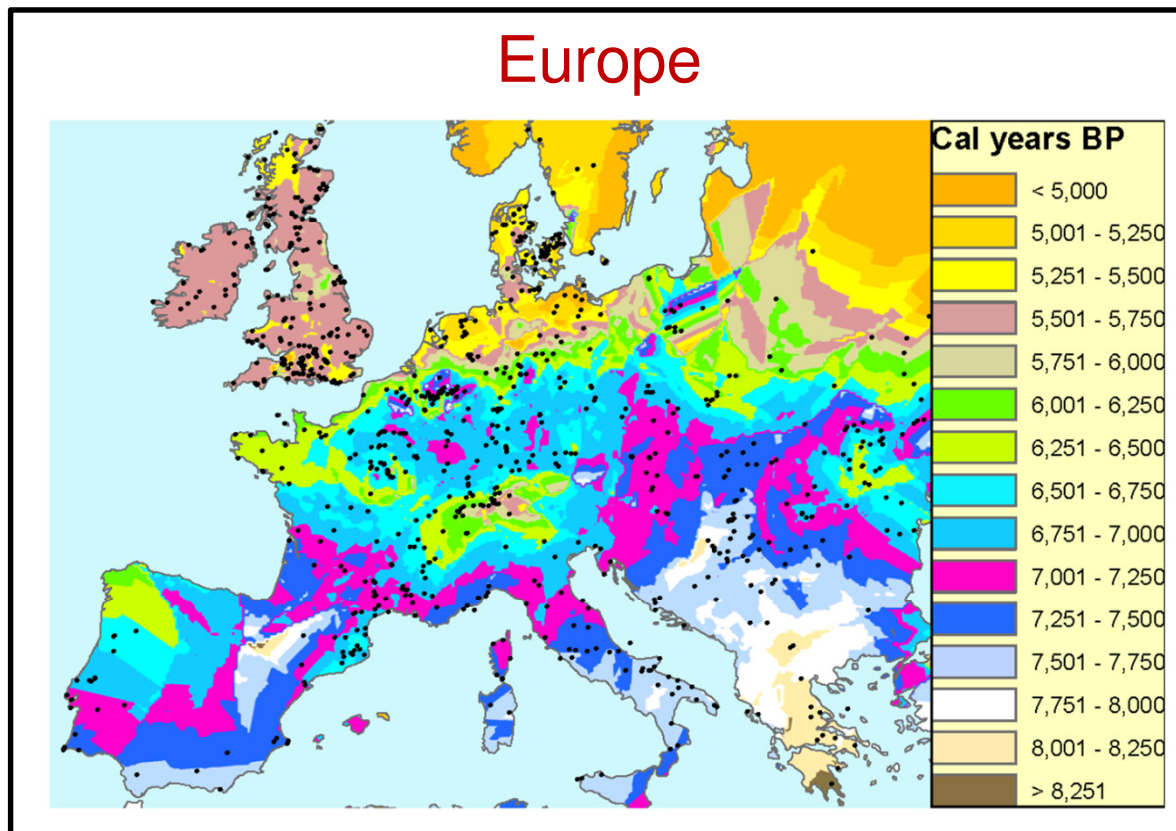 Europe
Cal years BP
< 5,000
5,001 - 5,250
5,251 - 5,500
5,501 - 5,750
5,751 - 6,000
6,001 - 6,250
6,251 - 6,500
6,501 - 6,750
6,751 - 7,000
7,001 - 7,250
7,251 - 7,500
7,501 - 7,750
7,751 - 8,000
8,001 - 8,250
> 8,251